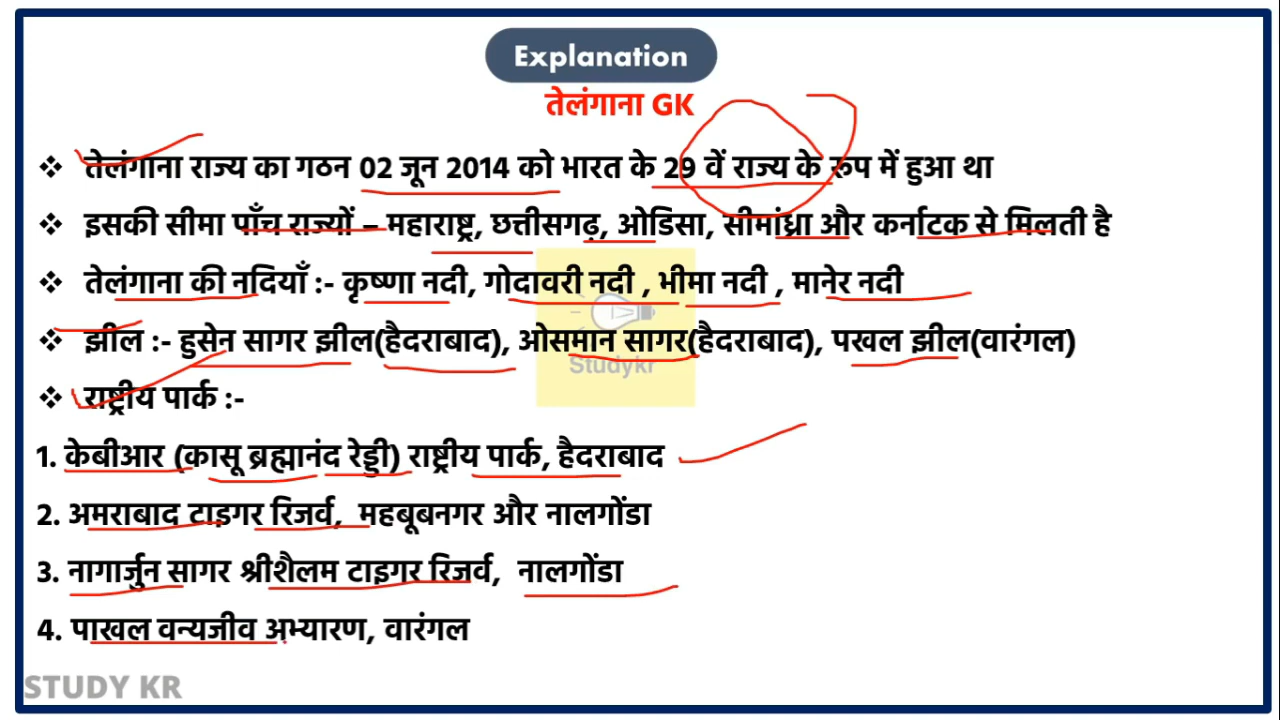 Explanation
तेलंगाना GK
❖ तेलंगाना राज्य का गठन 02 जून 2014 को भारत के 29 वें राज्य के रूप में हुआ था
❖ इसकी सीमा पाँच राज्यों – महाराष्ट्र, छत्तीसगढ़, ओडिसा, सीमांध्रा और कर्नाटक से मिलती है
❖ तेलंगाना की नदियाँ :- कृष्णा नदी, गोदावरी नदी , भीमा नदी , मानेर नदी
❖ झील :- हुसेन सागर झील(हैदराबाद), ओसमान सागर(हैदराबाद), पखल झील(वारंगल)
Studykr
❖ राष्ट्रीय पार्क :-
1. केबीआर (कासू ब्रह्मानंद रेड्डी) राष्ट्रीय पार्क, हैदराबाद
2. अमराबाद टाइगर रिजर्व, महबूबनगर और नालगोंडा
3. नागार्जुन सागर श्रीशैलम टाइगर रिजर्व, नालगोंडा
4. पाखल वन्यजीव अभ्यारण, वारंगल
STUDY KR